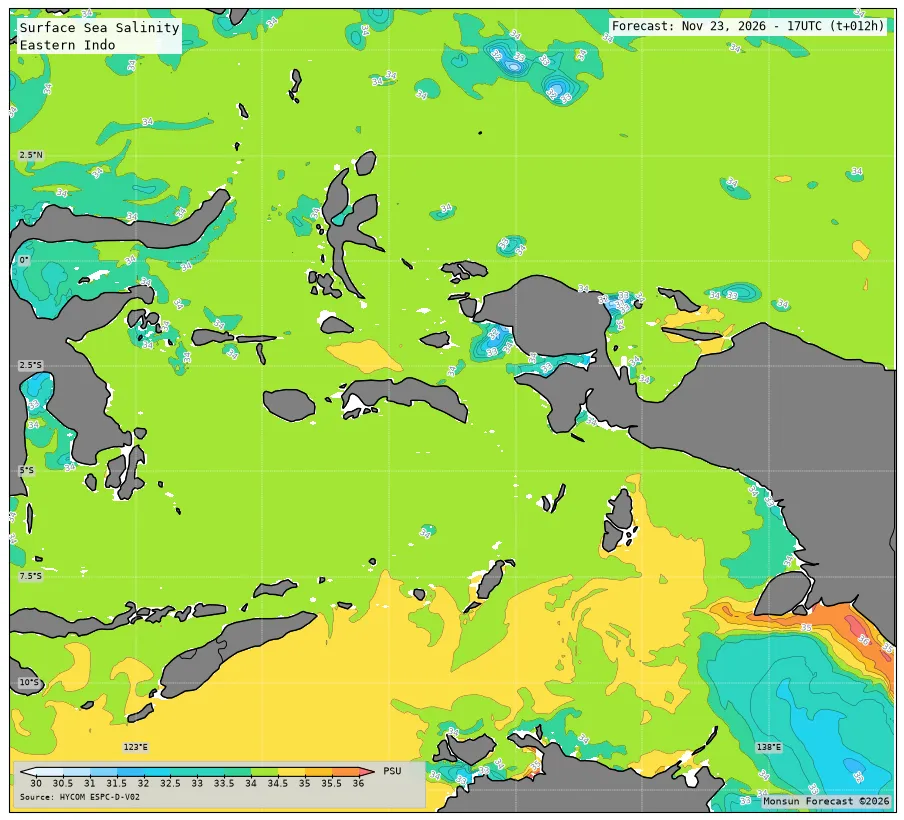 Surface Sea Salinity
Eastern Indo
Forecast: Nov 23, 2026 - 17UTC (t+012h)
2.5°N
0°
2.5°S
5°S
7.5°S
10°S
123°E
138°E
PSU
30 30.5 31 31.5 32 32.5 33 33.5 34 34.5 35 35.5 36
Source: HYCOM ESPC-D-V02
Monsun Forecast ©2026